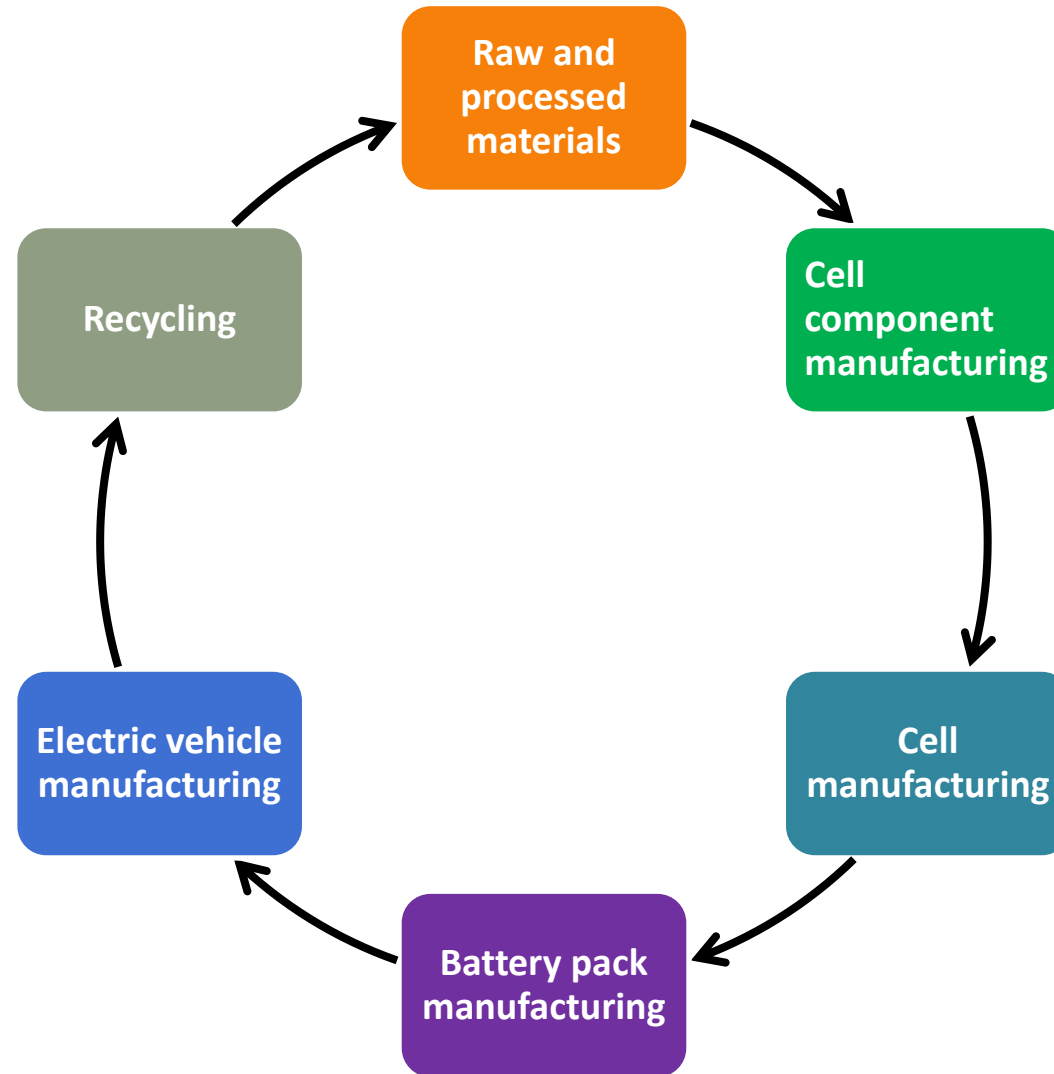 Raw and
processed
materials
Cell
component
manufacturing
Cell
manufacturing
Battery pack
manufacturing
Electric vehicle
manufacturing
Recycling